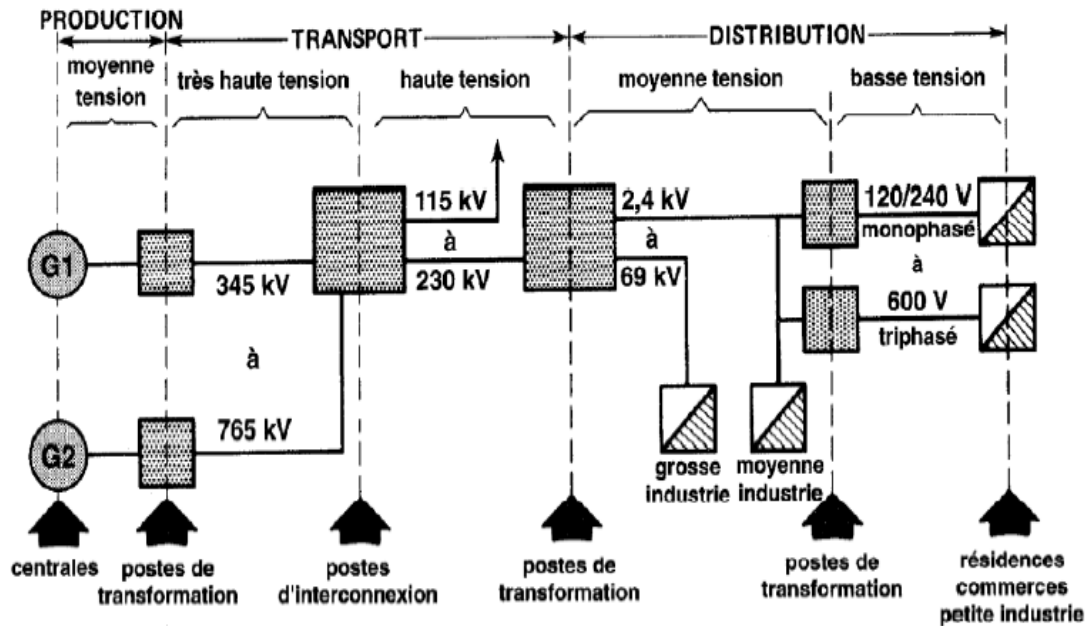 PRODUCTION
TRANSPORT
DISTRIBUTION
moyenne
tension
très haute tension
haute tension
moyenne tension
basse tension
115 kV
à
230 kV
2,4 kV
à
69 kV
120/240 V
monophasé
à
600 V
triphasé
G1
345 kV
à
G2
765 kV
grosse
industrie
moyenne
industrie
centrales
postes de
transformation
postes
d'interconnexion
postes de
transformation
postes de
transformation
résidences
commerces
petite industrie